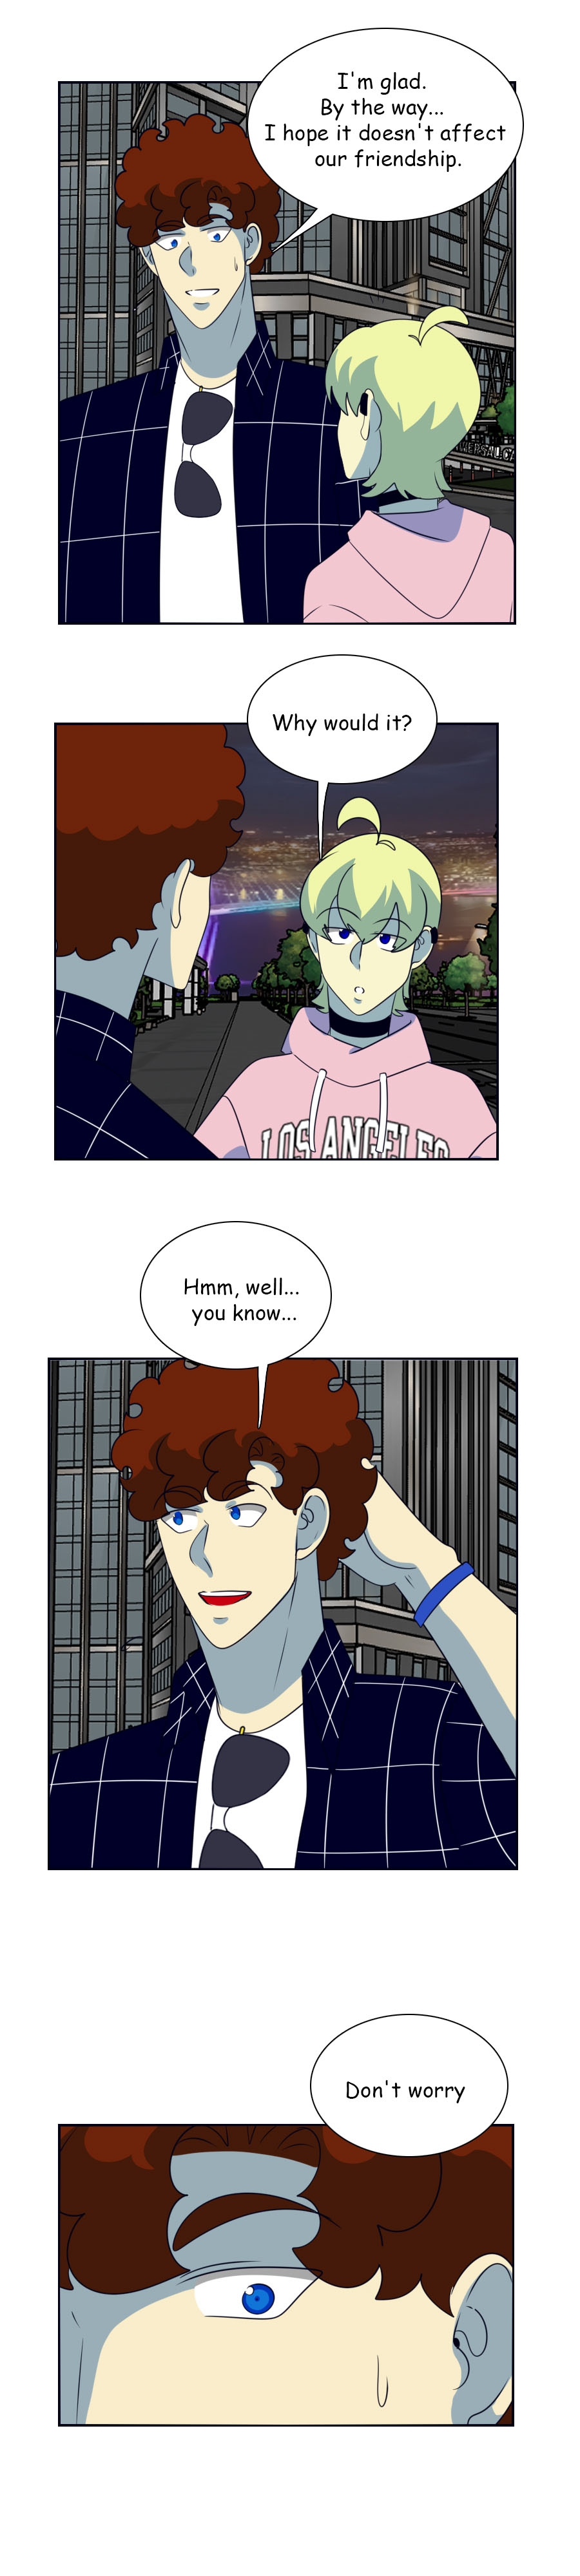 I'm glad.
By the way...
I hope it doesn't affect
our friendship.
Why would it?
LOS ANGELES
Hmm, well...
you know...
Don't worry